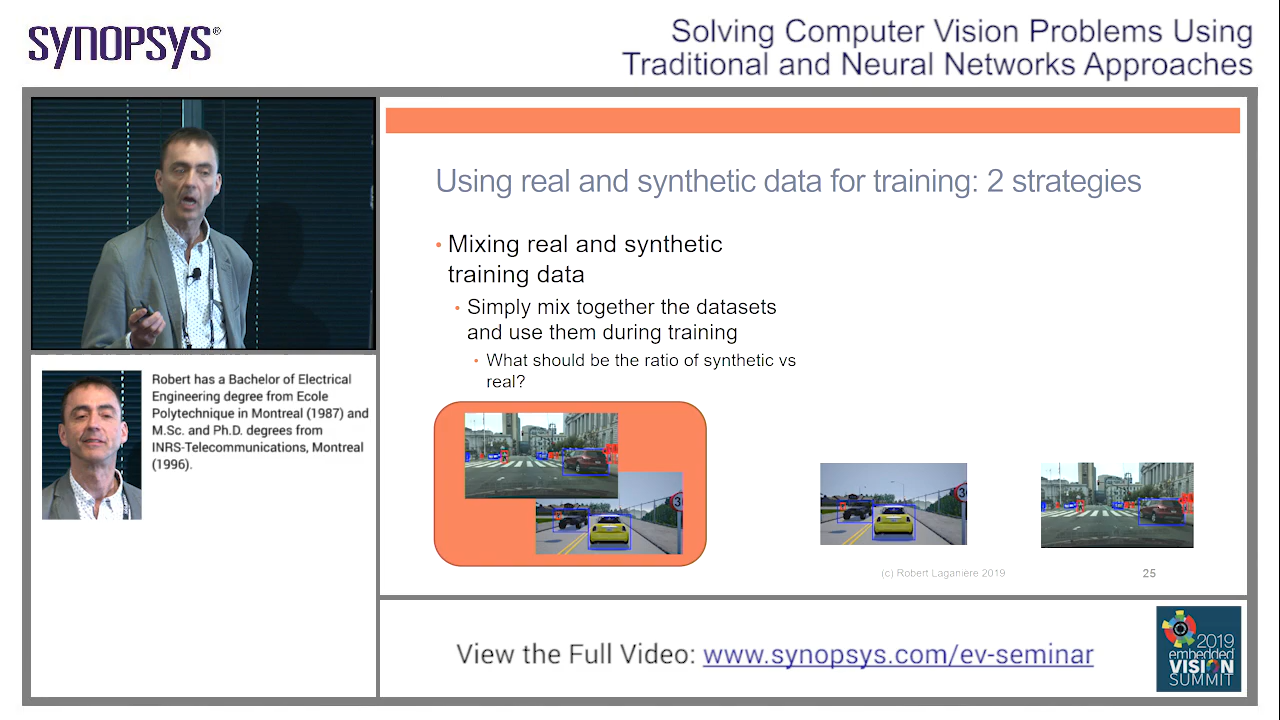 SYNOPSYS®
Solving Computer Vision Problems Using
Traditional and Neural Networks Approaches
Using real and synthetic data for training: 2 strategies
• Mixing real and synthetic
training data
• Simply mix together the datasets
and use them during training
• What should be the ratio of synthetic vs
real?
(c) Robert Laganiere 2019
25
Robert has a Bachelor of Electrical
Engineering degree from Ecole
Polytechnique in Montreal (1987) and
M.Sc. and Ph.D. degrees from
INRS-Telecommunications, Montreal
(1996).
View the Full Video: www.synopsys.com/ev-seminar
2019
embedded
VISION
SUMMIT